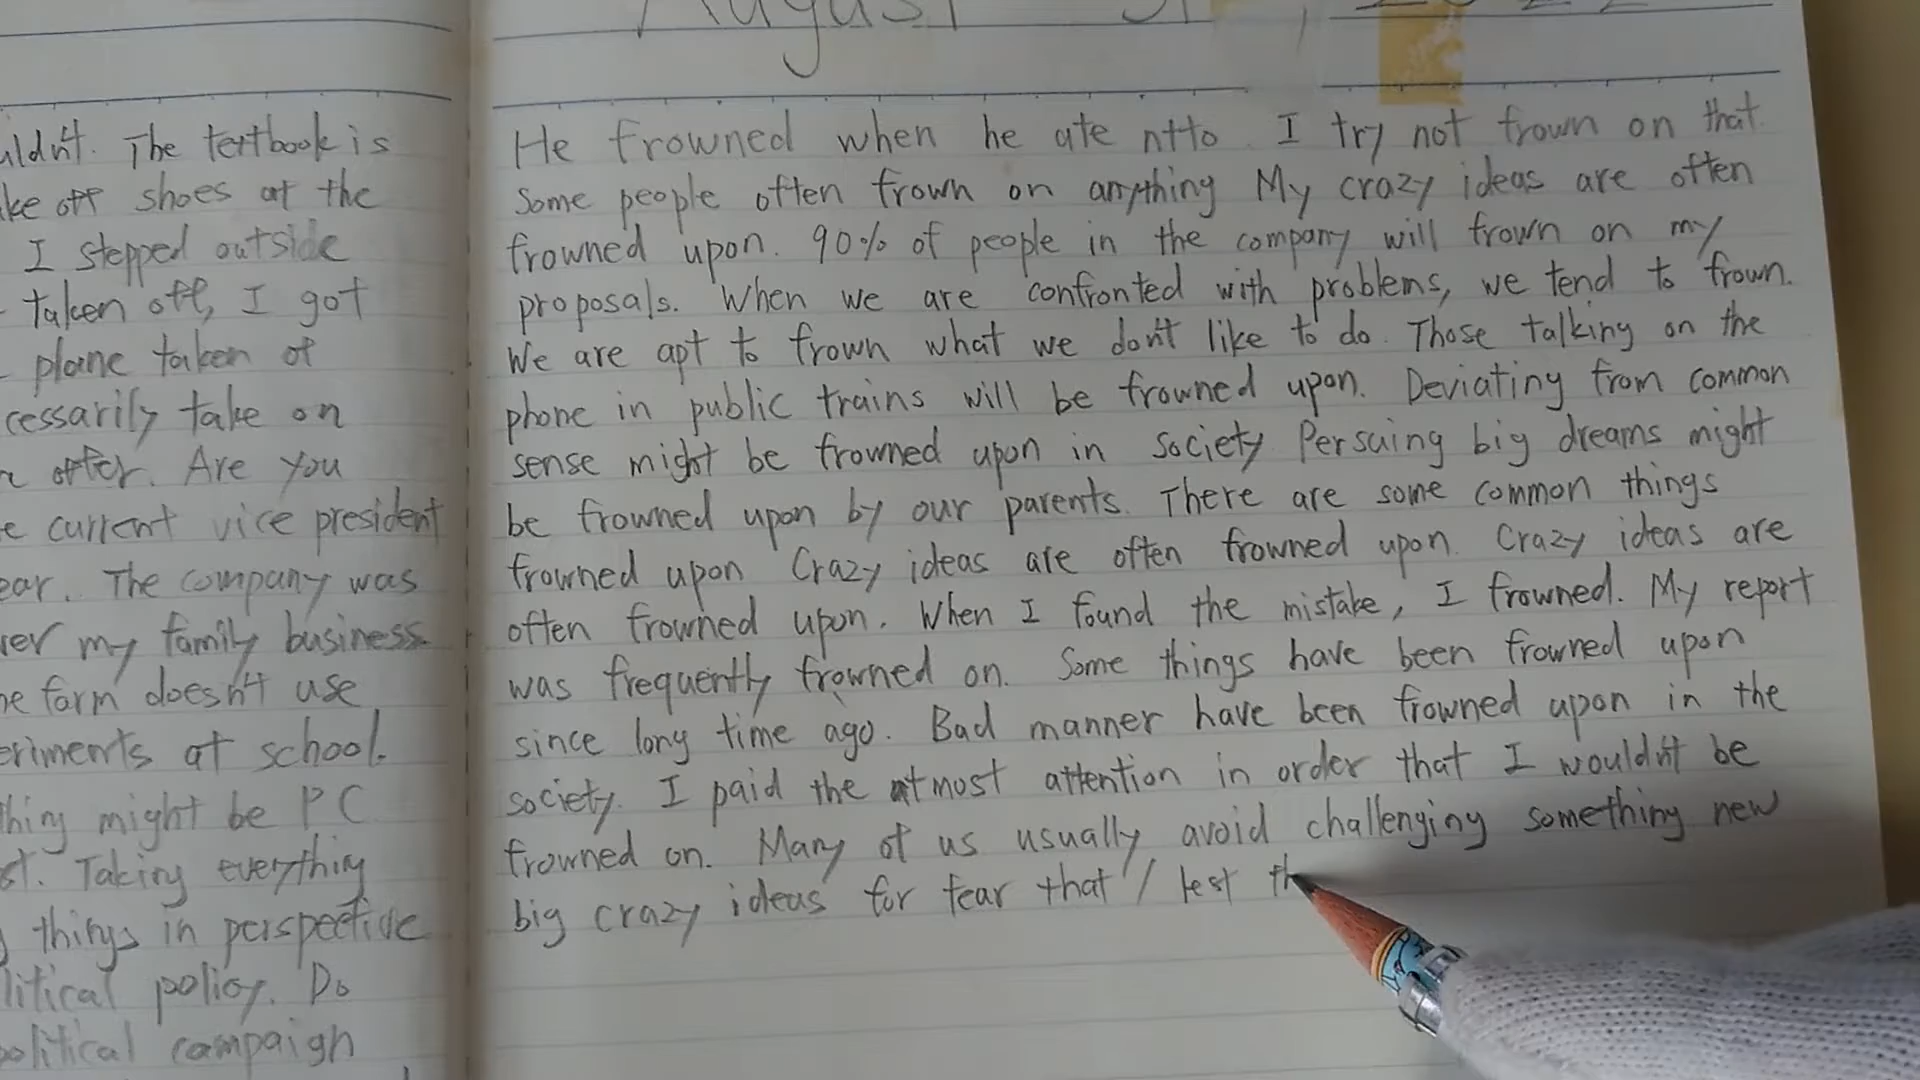 August 31, 2022
uldn't. The textbook is
ke off shoes at the
I stepped outside
taken off, I got
plane taken of
cessarily take on
offer. Are you
e current vice president
ear. The company was
ver my family business
he farm doesn't use
eriments at school.
thing might be PC
st. Taking everything
things in perspective
litical policy. Do
political campaign
He frowned when he ate ntto. I try not frown on that.
Some people often frown on anything My crazy ideas are often
frowned upon. 90% of people in the company will frown on my
proposals. When we are confronted with problems, we tend to frown.
We are apt to frown what we don't like to do. Those talking on the
phone in public trains will be frowned upon. Deviating from common
sense might be frowned upon in society. Persuing big dreams might
be frowned upon by our parents. There are some common things
frowned upon Crazy ideas are often frowned upon. Crazy ideas are
often frowned upon. When I found the mistake, I frowned. My report
was frequently frowned on. Some things have been frowned upon
since long time ago. Bad manner have been frowned upon in the
society. I paid the utmost attention in order that I wouldn't be
frowned on. Many of us usually avoid challenging something new
big crazy ideas for fear that / lest th